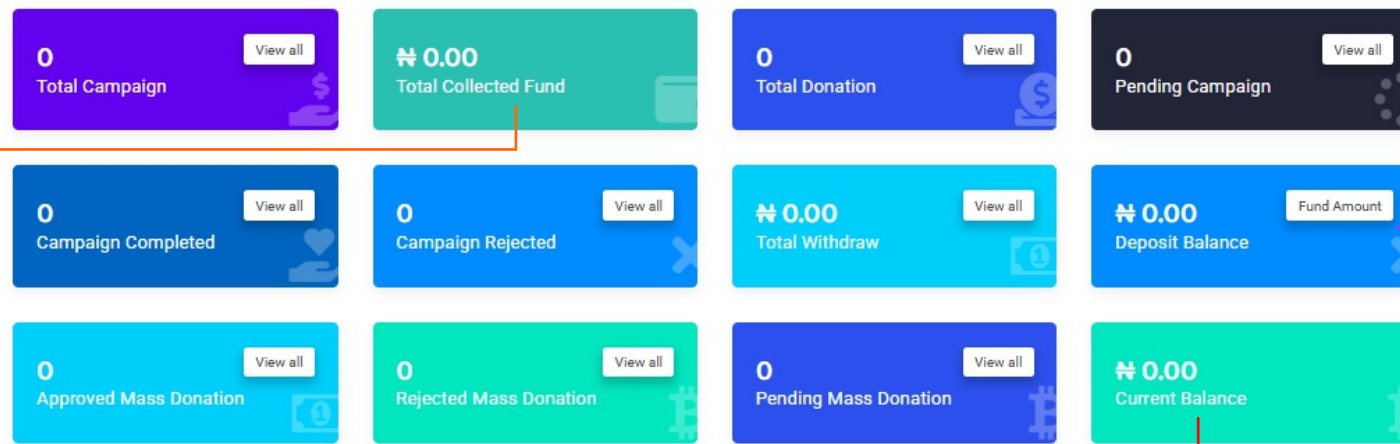 0
View all
Total Campaign
₦ 0.00
Total Collected Fund
0
View all
Total Donation
0
View all
Pending Campaign
0
View all
Campaign Completed
0
View all
Campaign Rejected
₦ 0.00
View all
Total Withdraw
₦ 0.00
Fund Amount
Deposit Balance
0
View all
Approved Mass Donation
0
View all
Rejected Mass Donation
0
View all
Pending Mass Donation
₦ 0.00
Current Balance